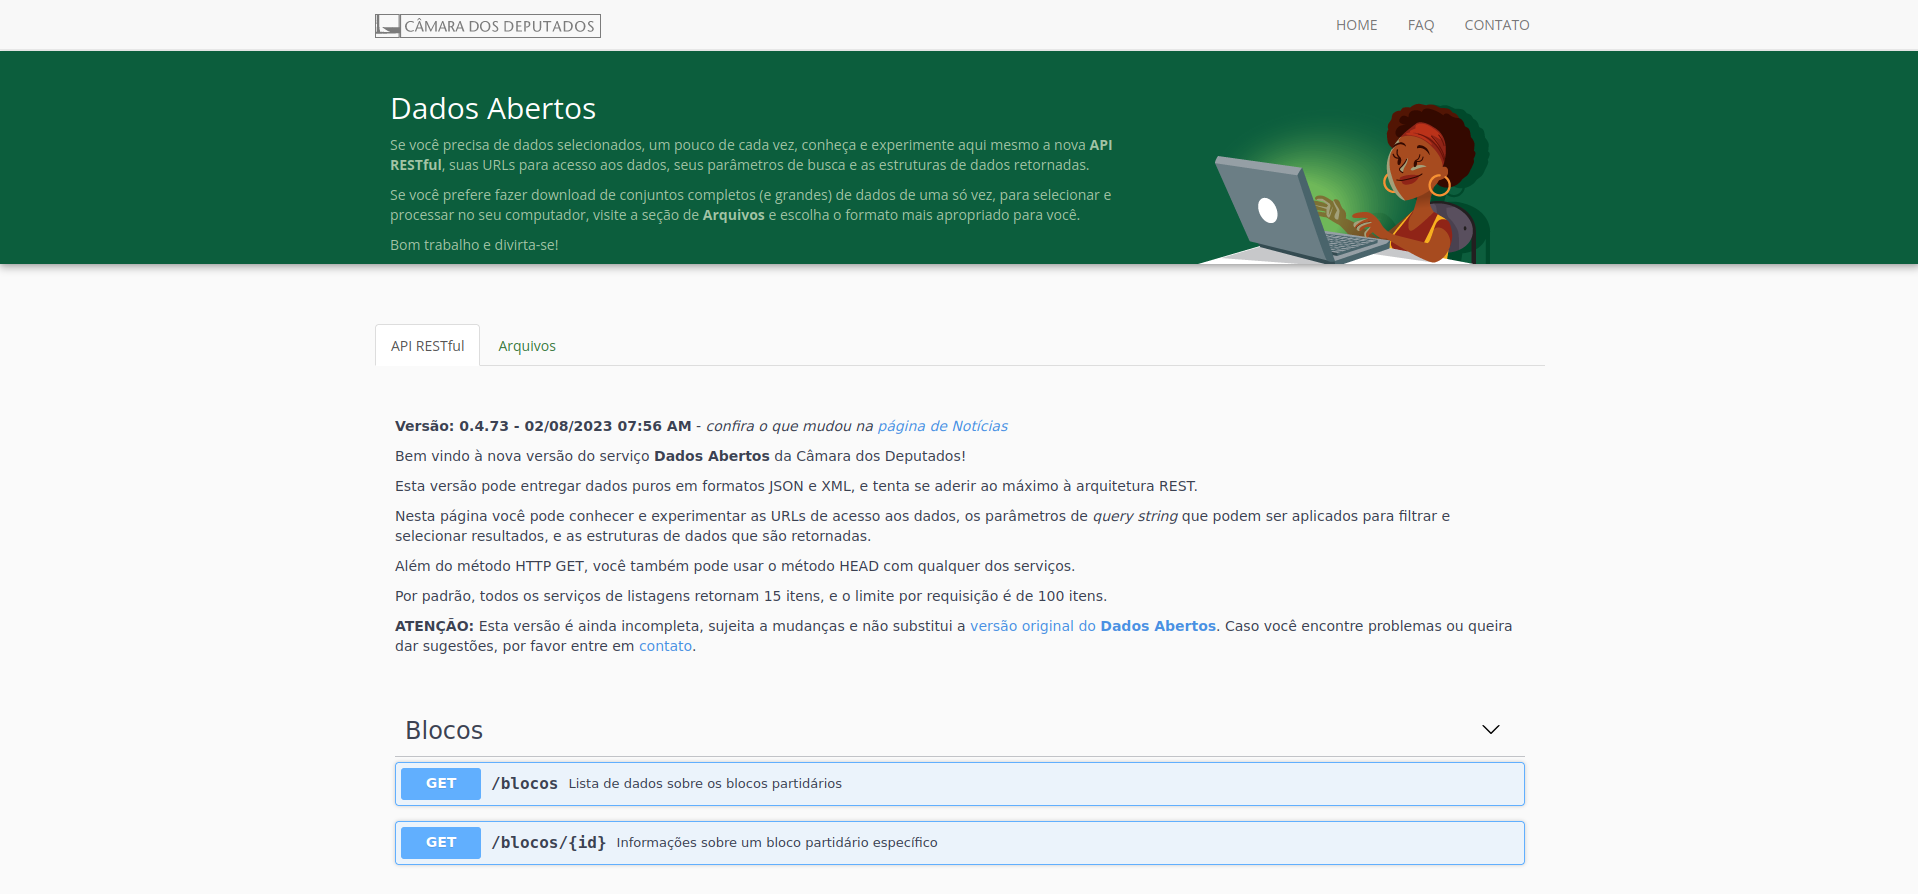 CÂMARA DOS DEPUTADOS
HOME FAQ CONTATO
Dados Abertos
Se você precisa de dados selecionados, um pouco de cada vez, conheça e experimente aqui mesmo a nova API
RESTful, suas URLs para acesso aos dados, seus parâmetros de busca e as estruturas de dados retornadas.
Se você prefere fazer download de conjuntos completos (e grandes) de dados de uma só vez, para selecionar e
processar no seu computador, visite a seção de Arquivos e escolha o formato mais apropriado para você.
Bom trabalho e divirta-se!
API RESTful Arquivos
Versão: 0.4.73 - 02/08/2023 07:56 AM - confira o que mudou na página de Notícias
Bem vindo à nova versão do serviço Dados Abertos da Câmara dos Deputados!
Esta versão pode entregar dados puros em formatos JSON e XML, e tenta se aderir ao máximo à arquitetura REST.
Nesta página você pode conhecer e experimentar as URLs de acesso aos dados, os parâmetros de query string que podem ser aplicados para filtrar e
selecionar resultados, e as estruturas de dados que são retornadas.
Além do método HTTP GET, você também pode usar o método HEAD com qualquer dos serviços.
Por padrão, todos os serviços de listagens retornam 15 itens, e o limite por requisição é de 100 itens.
ATENÇÃO: Esta versão é ainda incompleta, sujeita a mudanças e não substitui a versão original do Dados Abertos. Caso você encontre problemas ou queira
dar sugestões, por favor entre em contato.
Blocos
GET /blocos Lista de dados sobre os blocos partidários
GET /blocos/{id} Informações sobre um bloco partidário específico